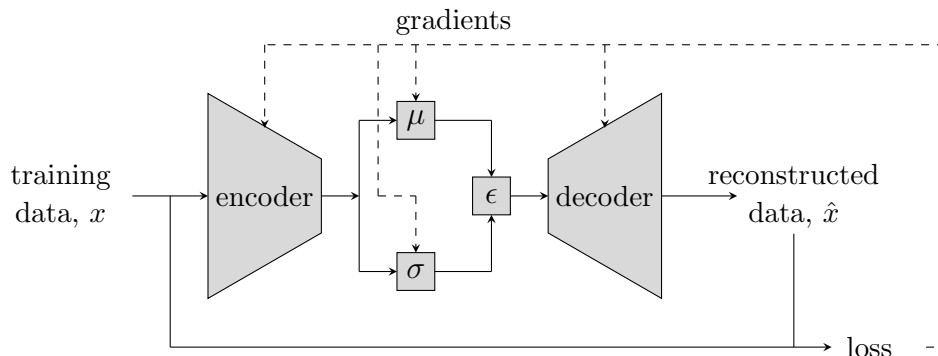 gradients
μ
training
data, x
encoder
ϵ
decoder
reconstructed
data, x̂
σ
loss